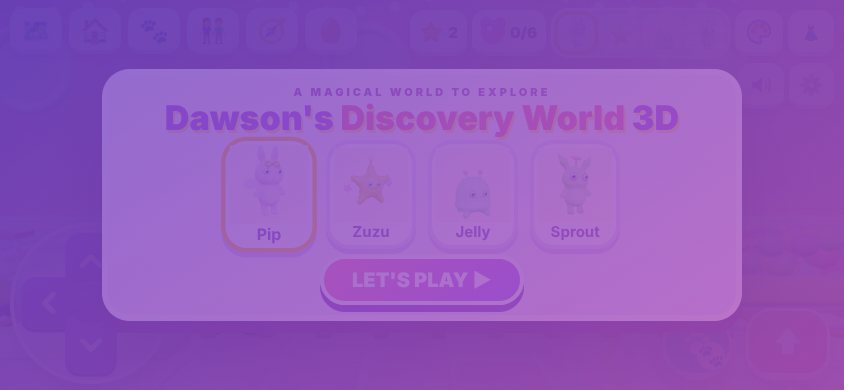 2
0/6
A MAGICAL WORLD TO EXPLORE
Dawson's Discovery World 3D
Pip
Zuzu
Jelly
Sprout
LET'S PLAY ▶